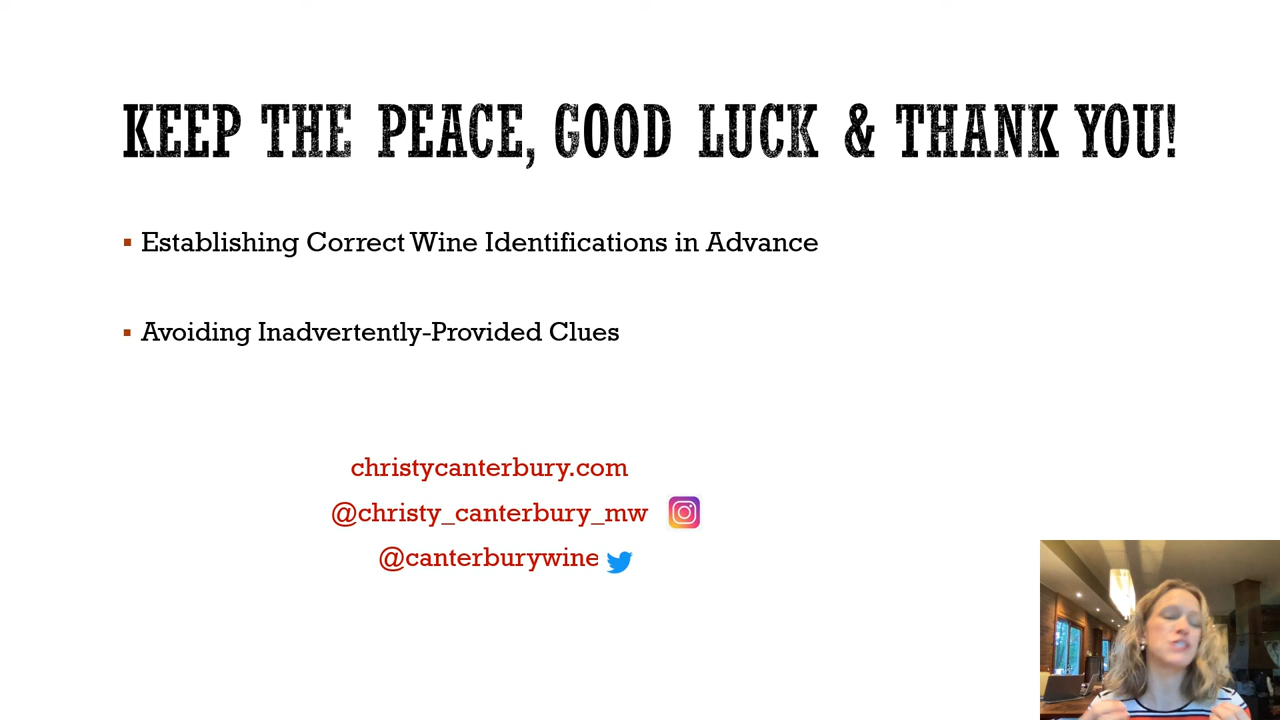 KEEP THE PEACE, GOOD LUCK & THANK YOU!
Establishing Correct Wine Identifications in Advance
Avoiding Inadvertently-Provided Clues
christycanterbury.com
@christy_canterbury_mw
@canterburywine